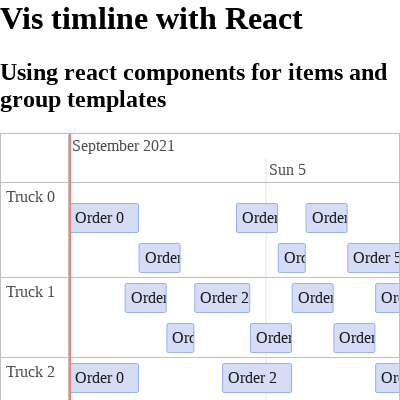 Vis timline with React
Using react components for items and
group templates
September 2021
Sun 5
Truck 0
Order 0
Order
Order
Order
Order 5
Truck 1
Order
Order 2
Order
Order
Order
Truck 2
Order 0
Order 2